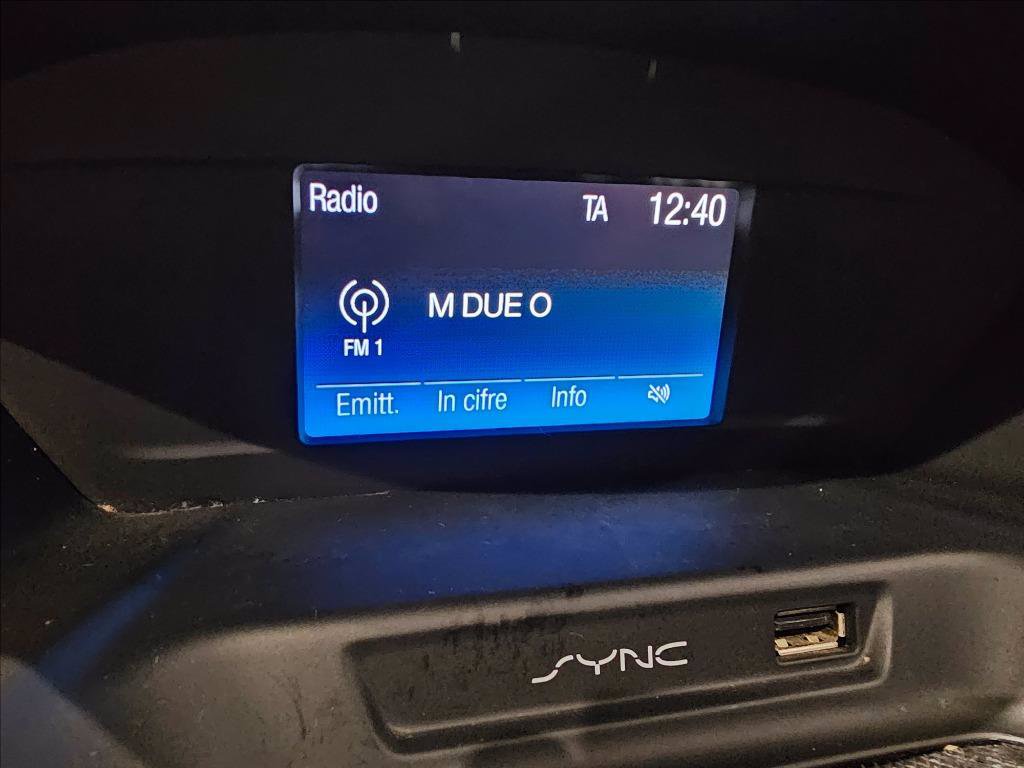 Radio TA 12:40
M DUE O
FM 1
Emitt. In cifre Info
SYNC